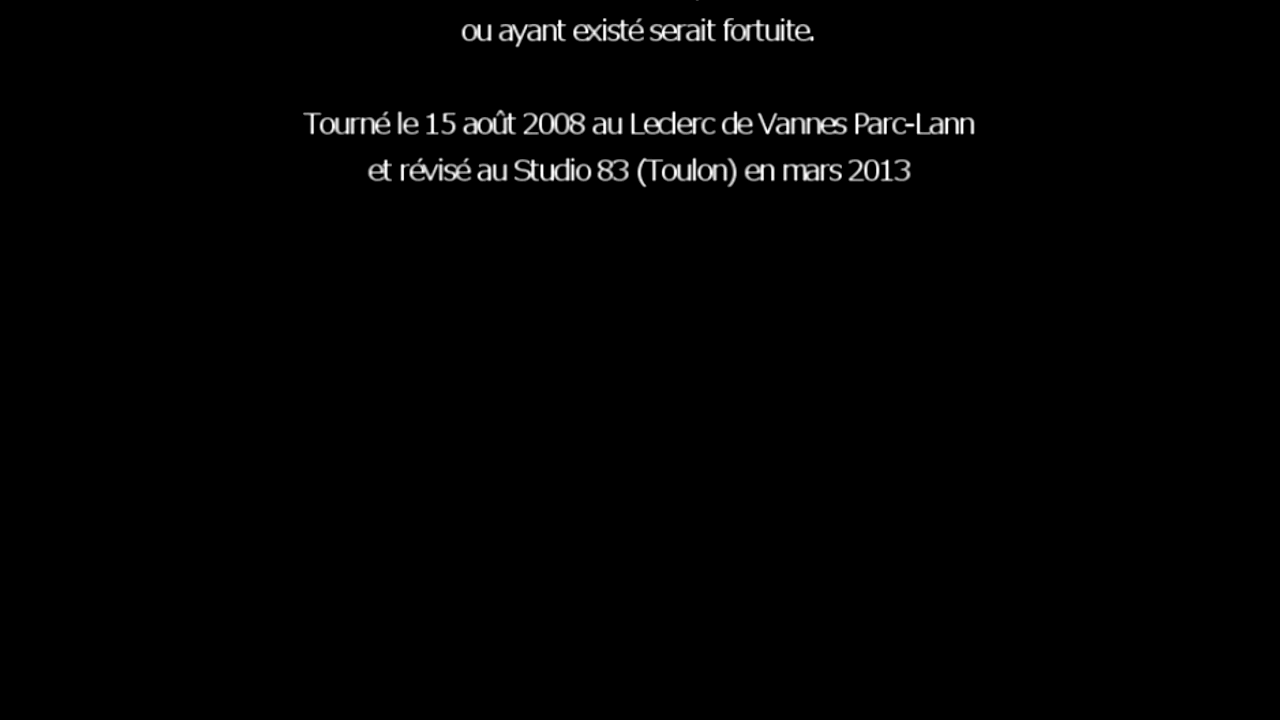 ou ayant existé serait fortuite.
Tourné le 15 août 2008 au Leclerc de Vannes Parc-Lann
et révisé au Studio 83 (Toulon) en mars 2013